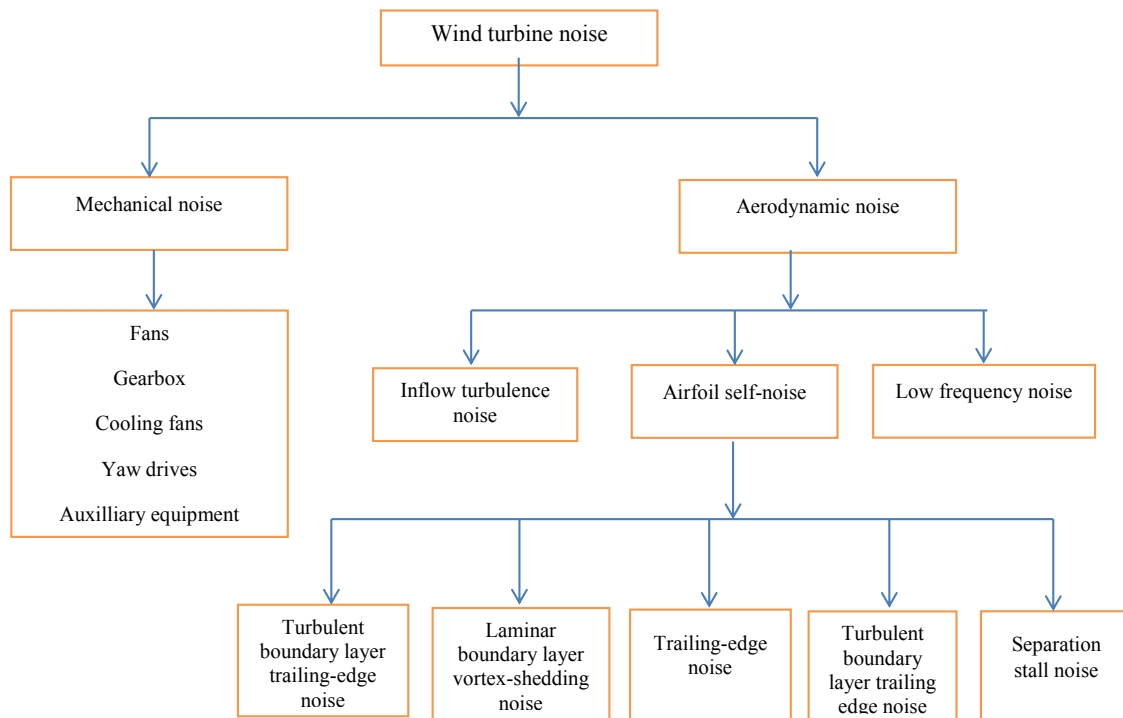 Wind turbine noise
Mechanical noise
Aerodynamic noise
Fans
Gearbox
Cooling fans
Yaw drives
Auxilliary equipment
Inflow turbulence
noise
Airfoil self-noise
Low frequency noise
Turbulent
boundary layer
trailing-edge
noise
Laminar
boundary layer
vortex-shedding
noise
Trailing-edge
noise
Turbulent
boundary
layer trailing
edge noise
Separation
stall noise